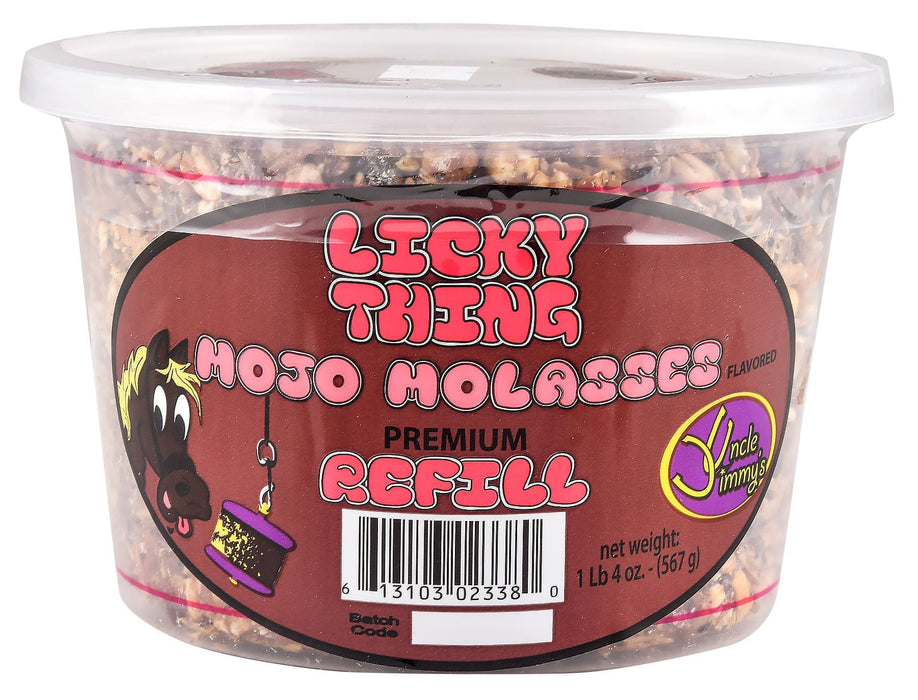 LICKY
THING
MOJO MOLASSES FLAVORED
PREMIUM
REFILL
Uncle
Jimmy's
net weight:
1 Lb 4 oz. - (567 g)
6 13103 02338 0
Batch
Code